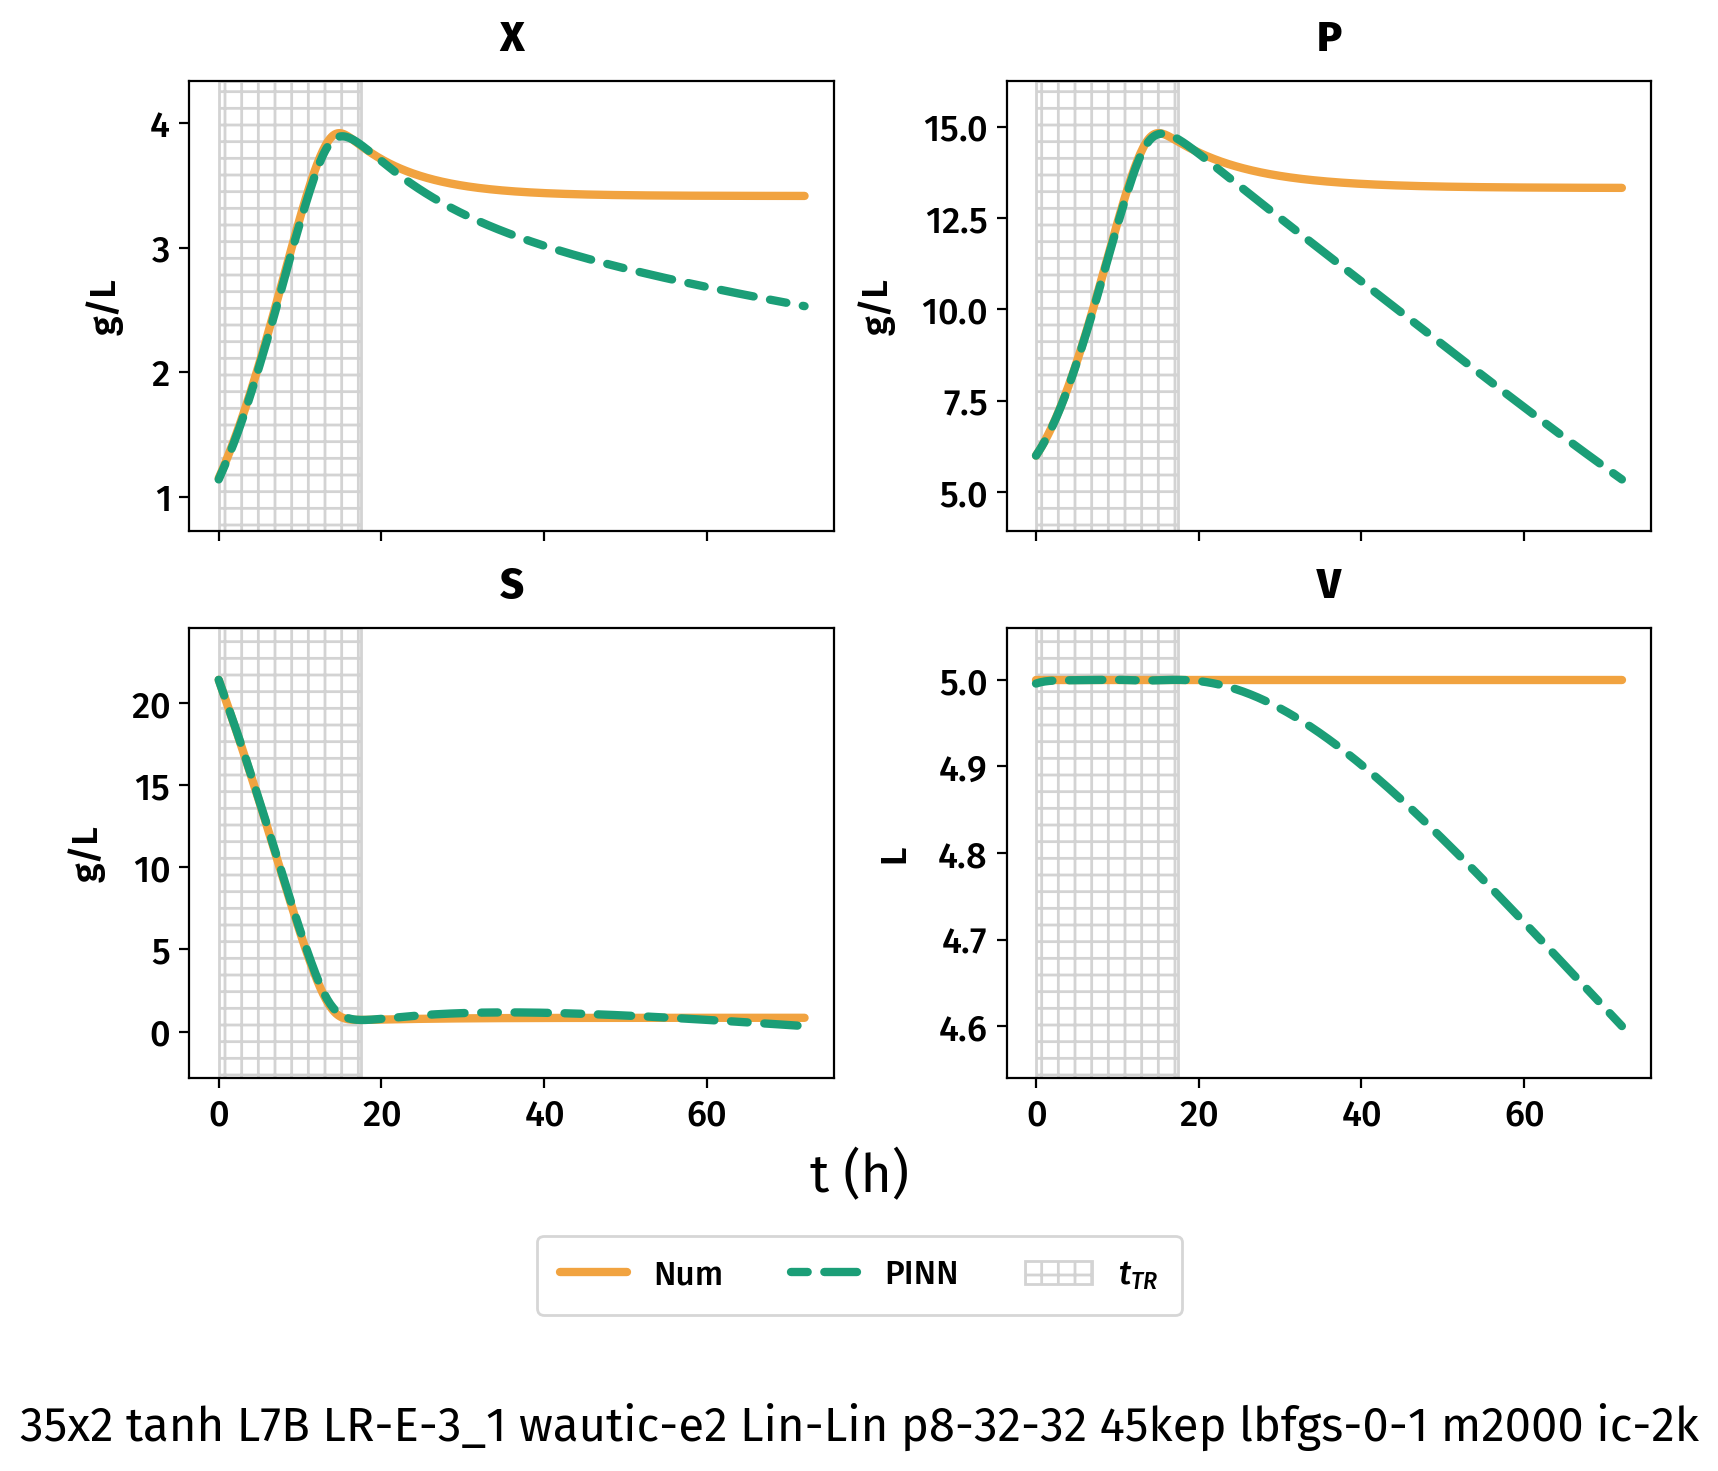 X
P
4
3
2
1
g/L
15.0
12.5
10.0
7.5
5.0
g/L
S
V
20
15
10
5
0
g/L
5.0
4.9
4.8
4.7
4.6
L
0 20 40 60
0 20 40 60
t (h)
Num PINN t_TR
35x2 tanh L7B LR-E-3_1 wautic-e2 Lin-Lin p8-32-32 45kep lbfgs-0-1 m2000 ic-2k